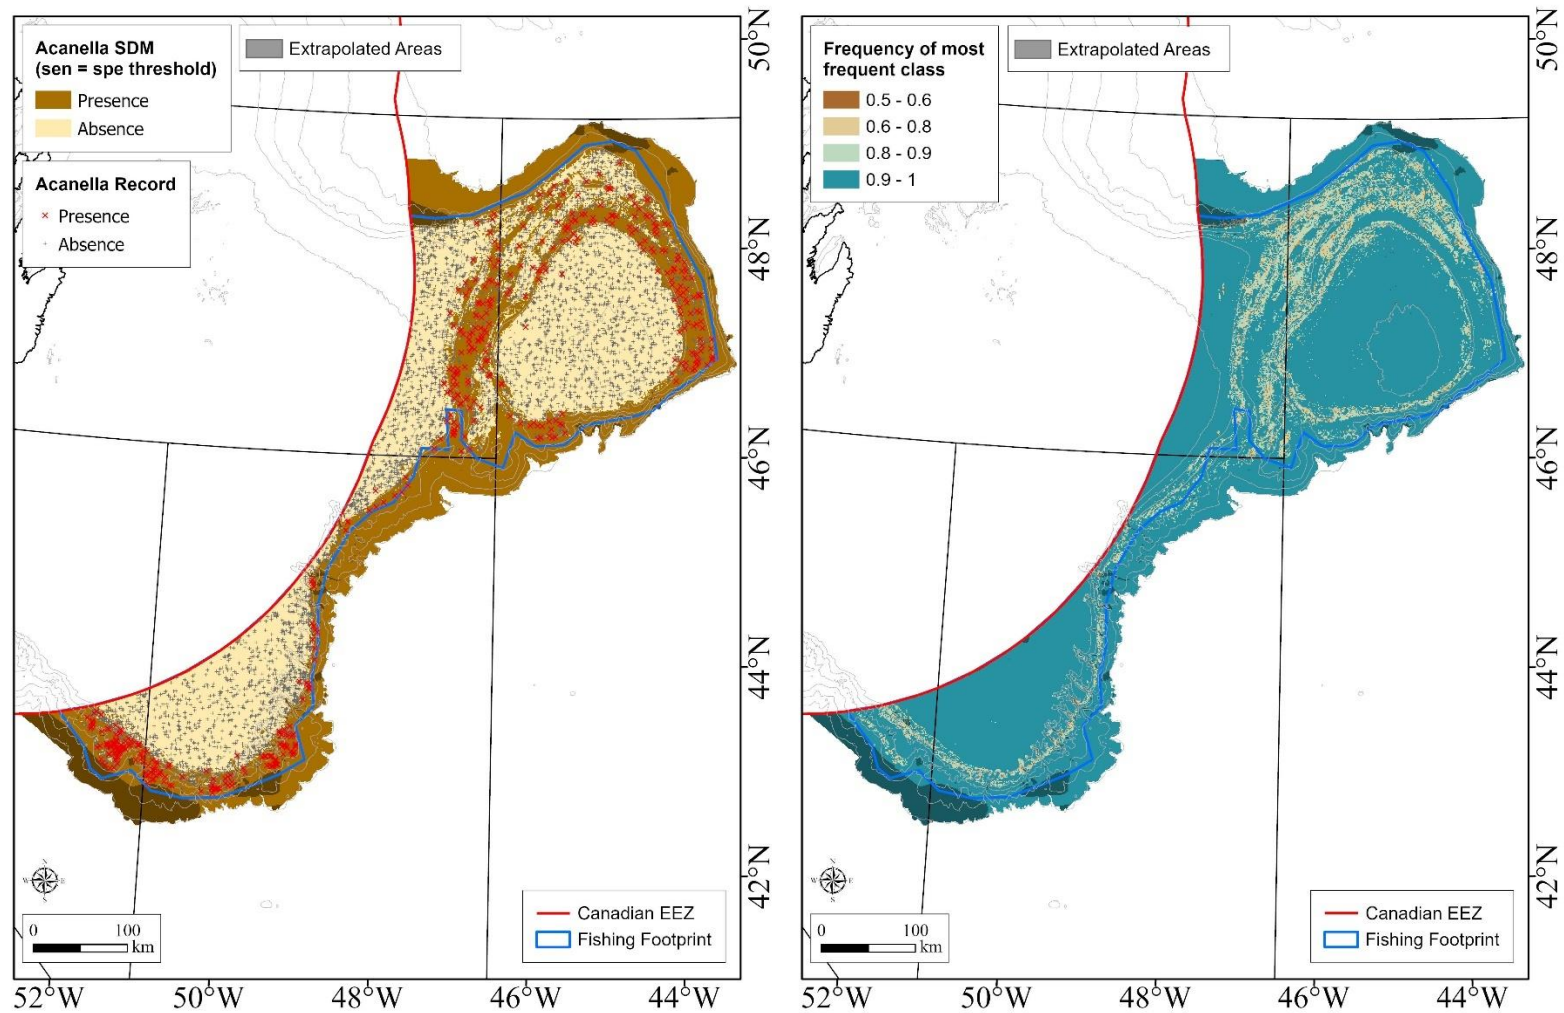 Acanella SDM
(sen = spe threshold)
Presence
Absence
Extrapolated Areas
Acanella Record
Presence
Absence
N
W E
S
0 100
km
Canadian EEZ
Fishing Footprint
50°N
48°N
46°N
44°N
42°N
52°W 50°W 48°W 46°W 44°W
Frequency of most
frequent class
0.5 - 0.6
0.6 - 0.8
0.8 - 0.9
0.9 - 1
Extrapolated Areas
N
W E
S
0 100
km
Canadian EEZ
Fishing Footprint
50°N
48°N
46°N
44°N
42°N
52°W 50°W 48°W 46°W 44°W